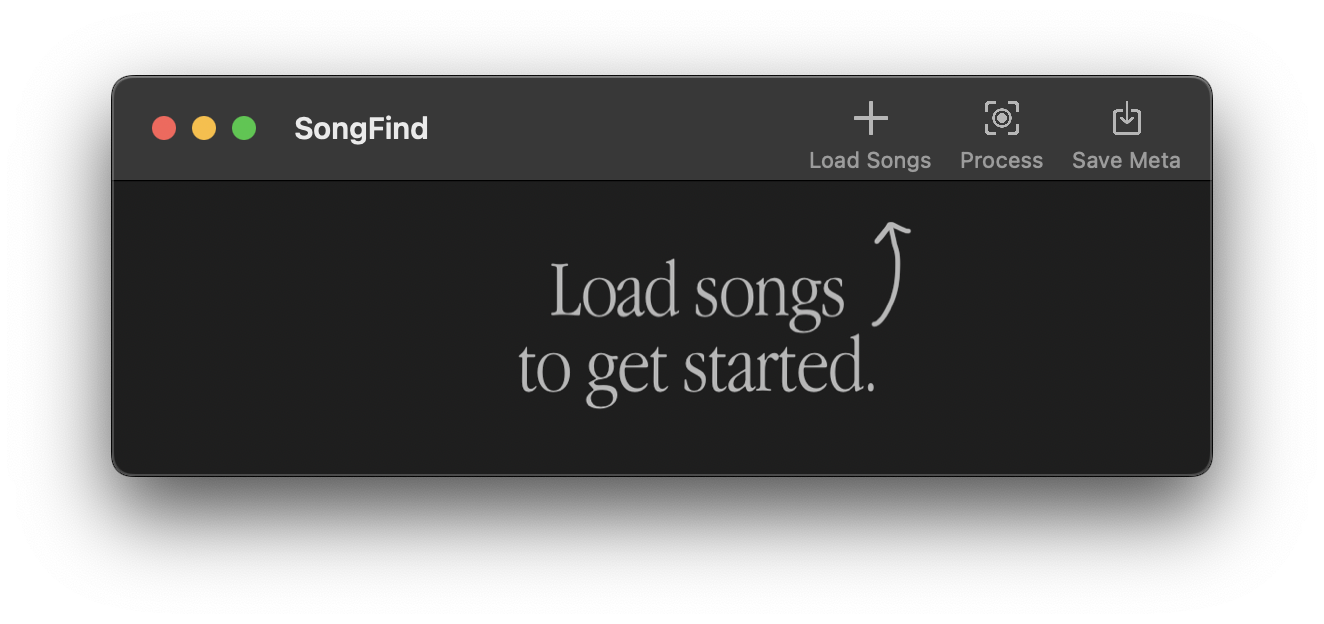 SongFind
Load Songs
Process
Save Meta
Load songs
to get started.